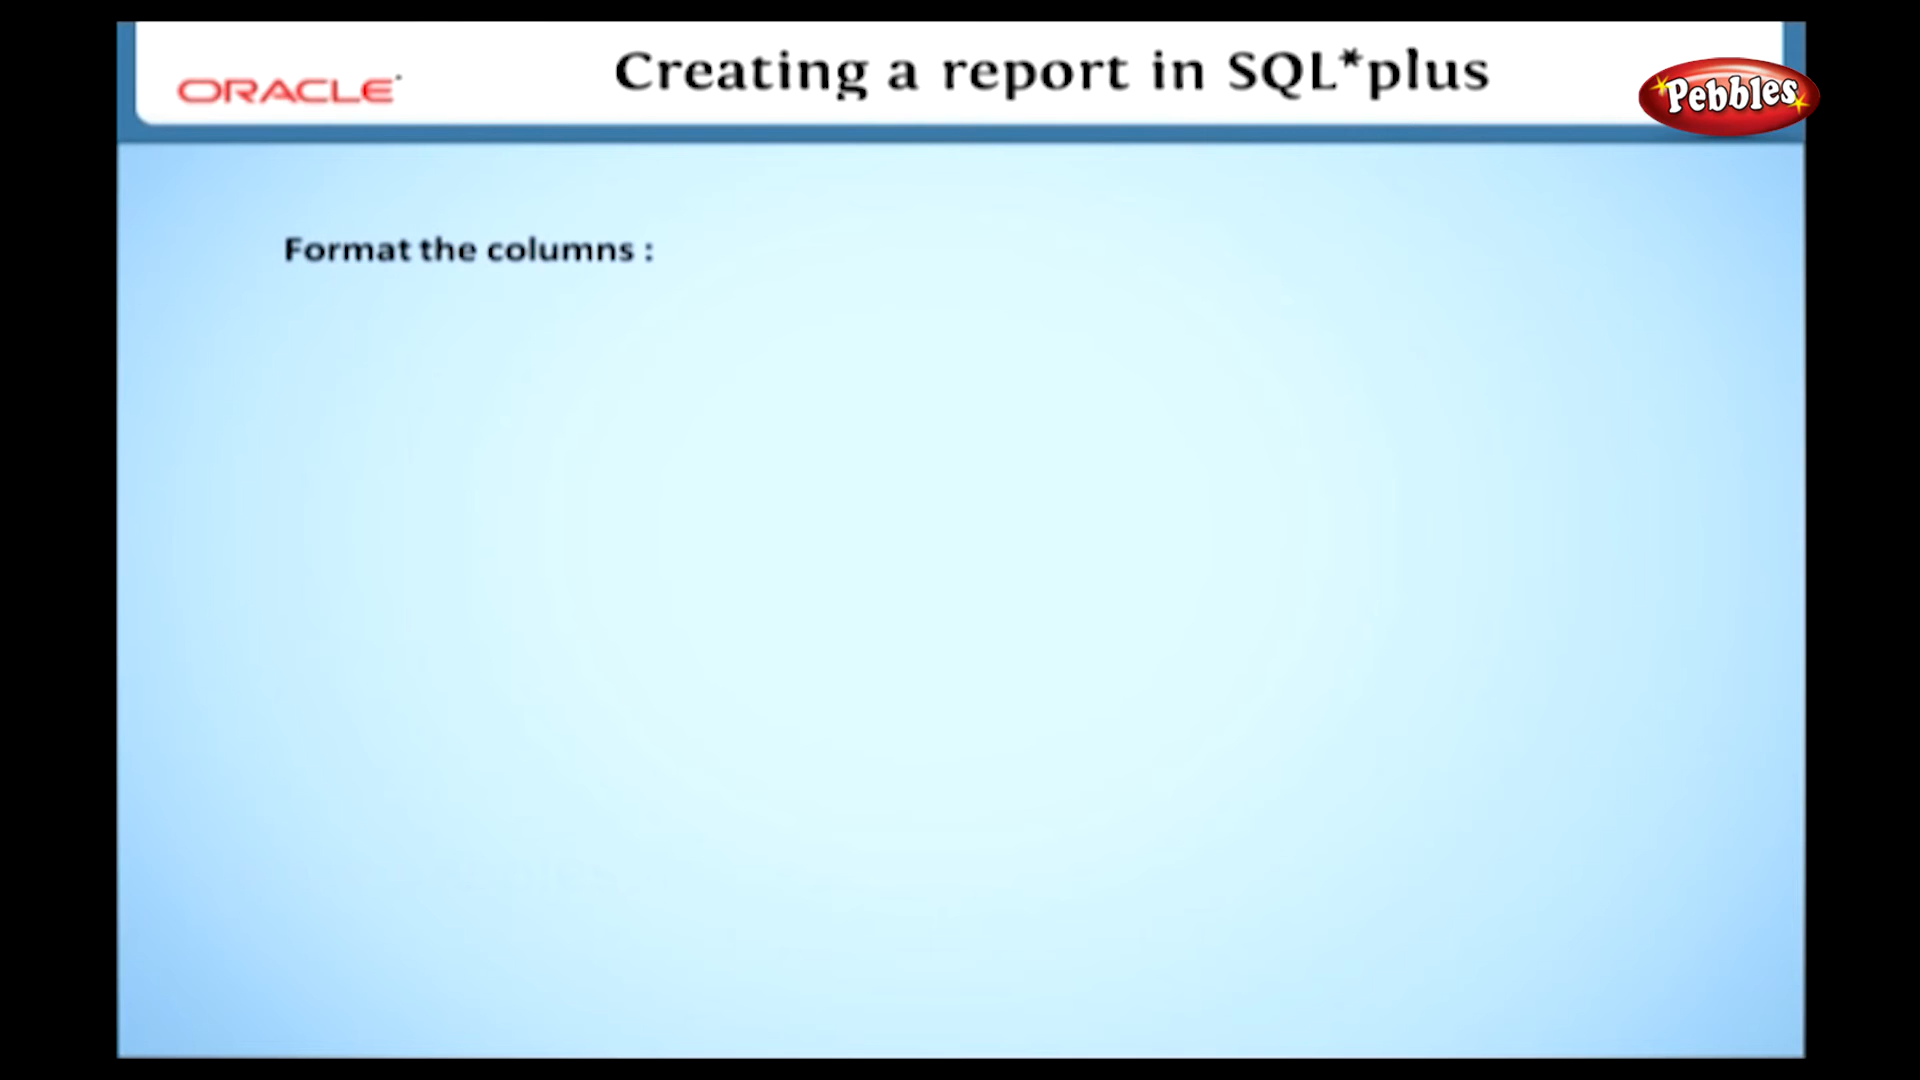 ORACLE
Creating a report in SQL*plus
Pebbles
Format the columns :